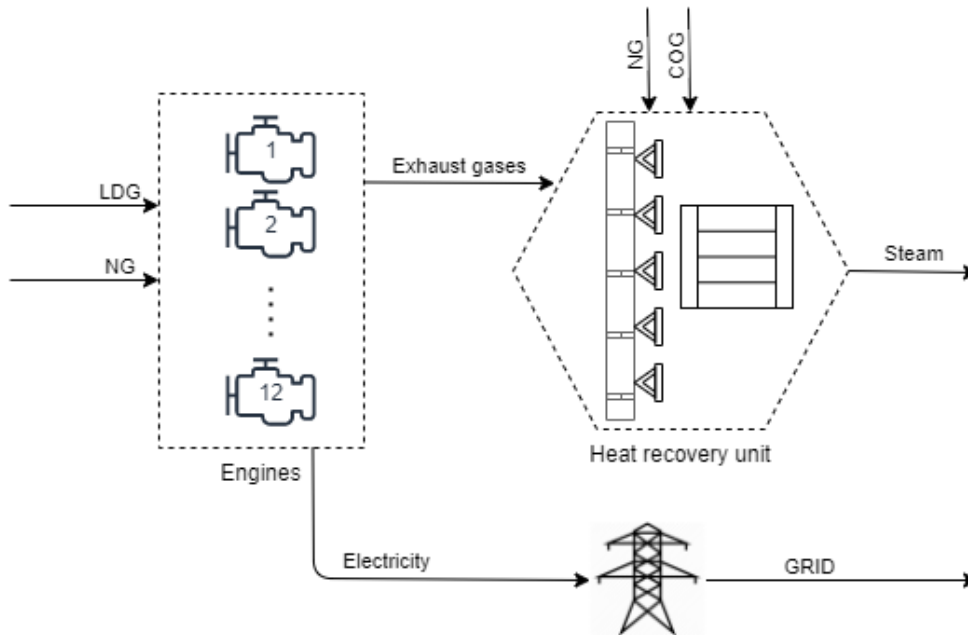 NG
COG
1
Exhaust gases
LDG
2
Steam
NG
12
Heat recovery unit
Engines
Electricity
GRID